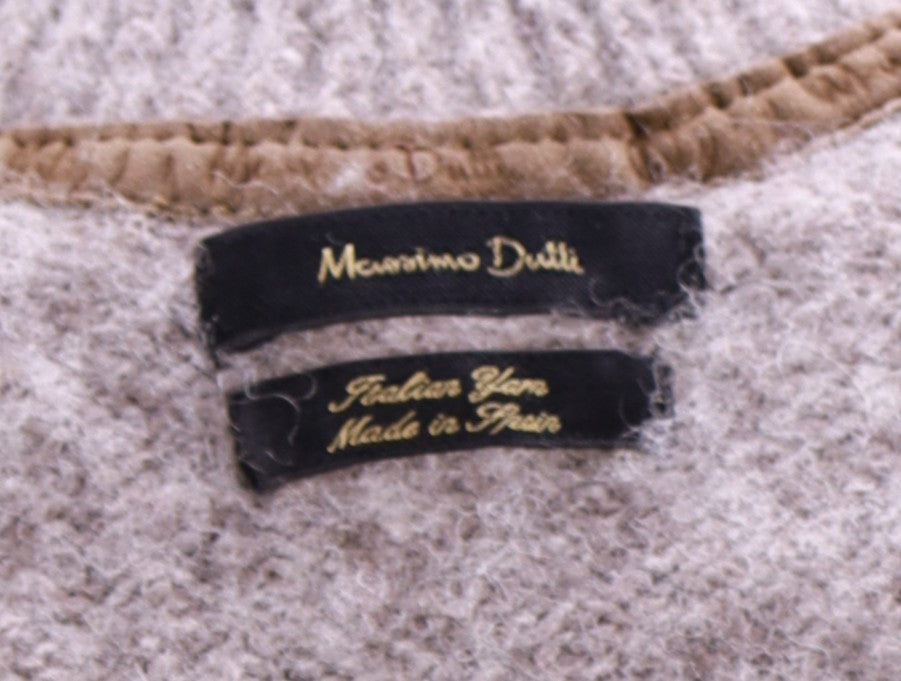 Massimo Dutti
Italian Yarn
Made in Spain